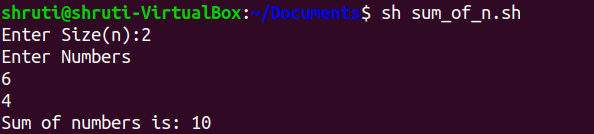 shruti@shruti-VirtualBox:~/Documents$ sh sum_of_n.sh
Enter Size(n):2
Enter Numbers
6
4
Sum of numbers is: 10